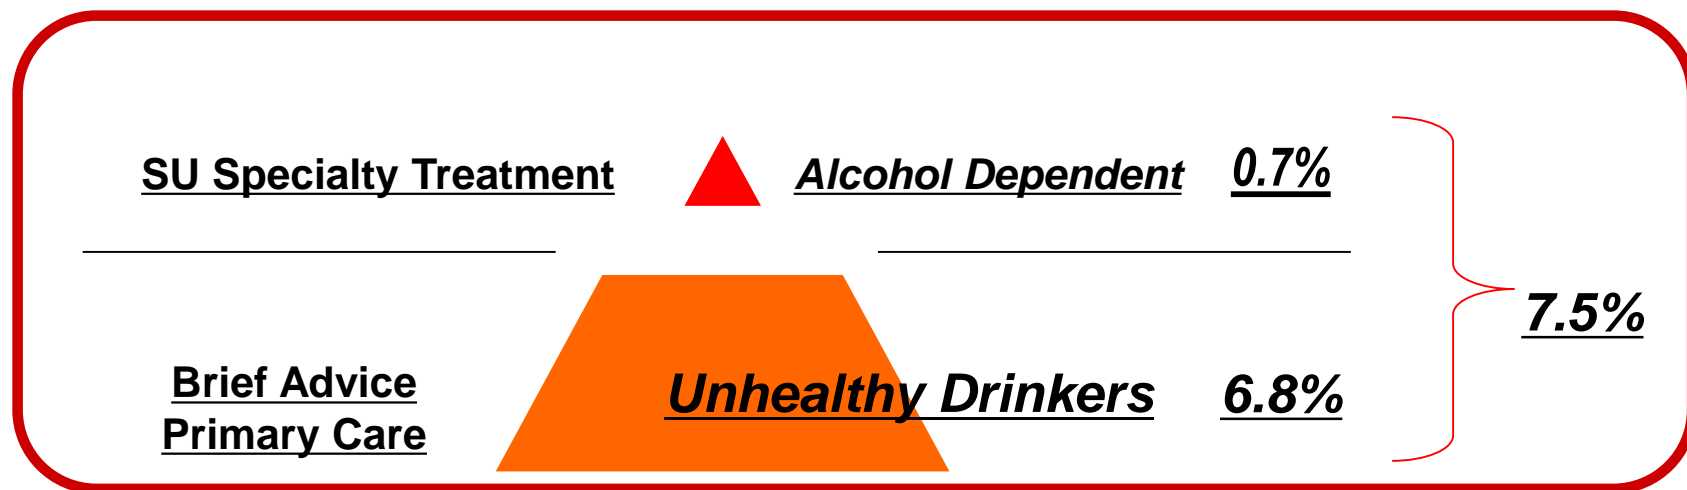 SU Specialty Treatment
Alcohol Dependent
0.7%
7.5%
Brief Advice
Primary Care
Unhealthy Drinkers
6.8%